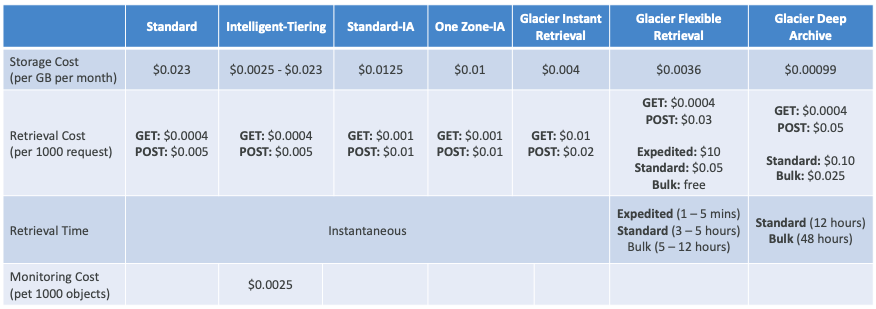 Standard
Intelligent-Tiering
Standard-IA
One Zone-IA
Glacier Instant
Retrieval
Glacier Flexible
Retrieval
Glacier Deep
Archive
Storage Cost
(per GB per month)
$0.023
$0.0025 - $0.023
$0.0125
$0.01
$0.004
$0.0036
$0.00099
Retrieval Cost
(per 1000 request)
GET: $0.0004
POST: $0.005
GET: $0.0004
POST: $0.005
GET: $0.001
POST: $0.01
GET: $0.001
POST: $0.01
GET: $0.01
POST: $0.02
GET: $0.0004
POST: $0.03
Expedited: $10
Standard: $0.05
Bulk: free
GET: $0.0004
POST: $0.05
Standard: $0.10
Bulk: $0.025
Retrieval Time
Instantaneous
Expedited (1 – 5 mins)
Standard (3 – 5 hours)
Bulk (5 – 12 hours)
Standard (12 hours)
Bulk (48 hours)
Monitoring Cost
(pet 1000 objects)
$0.0025